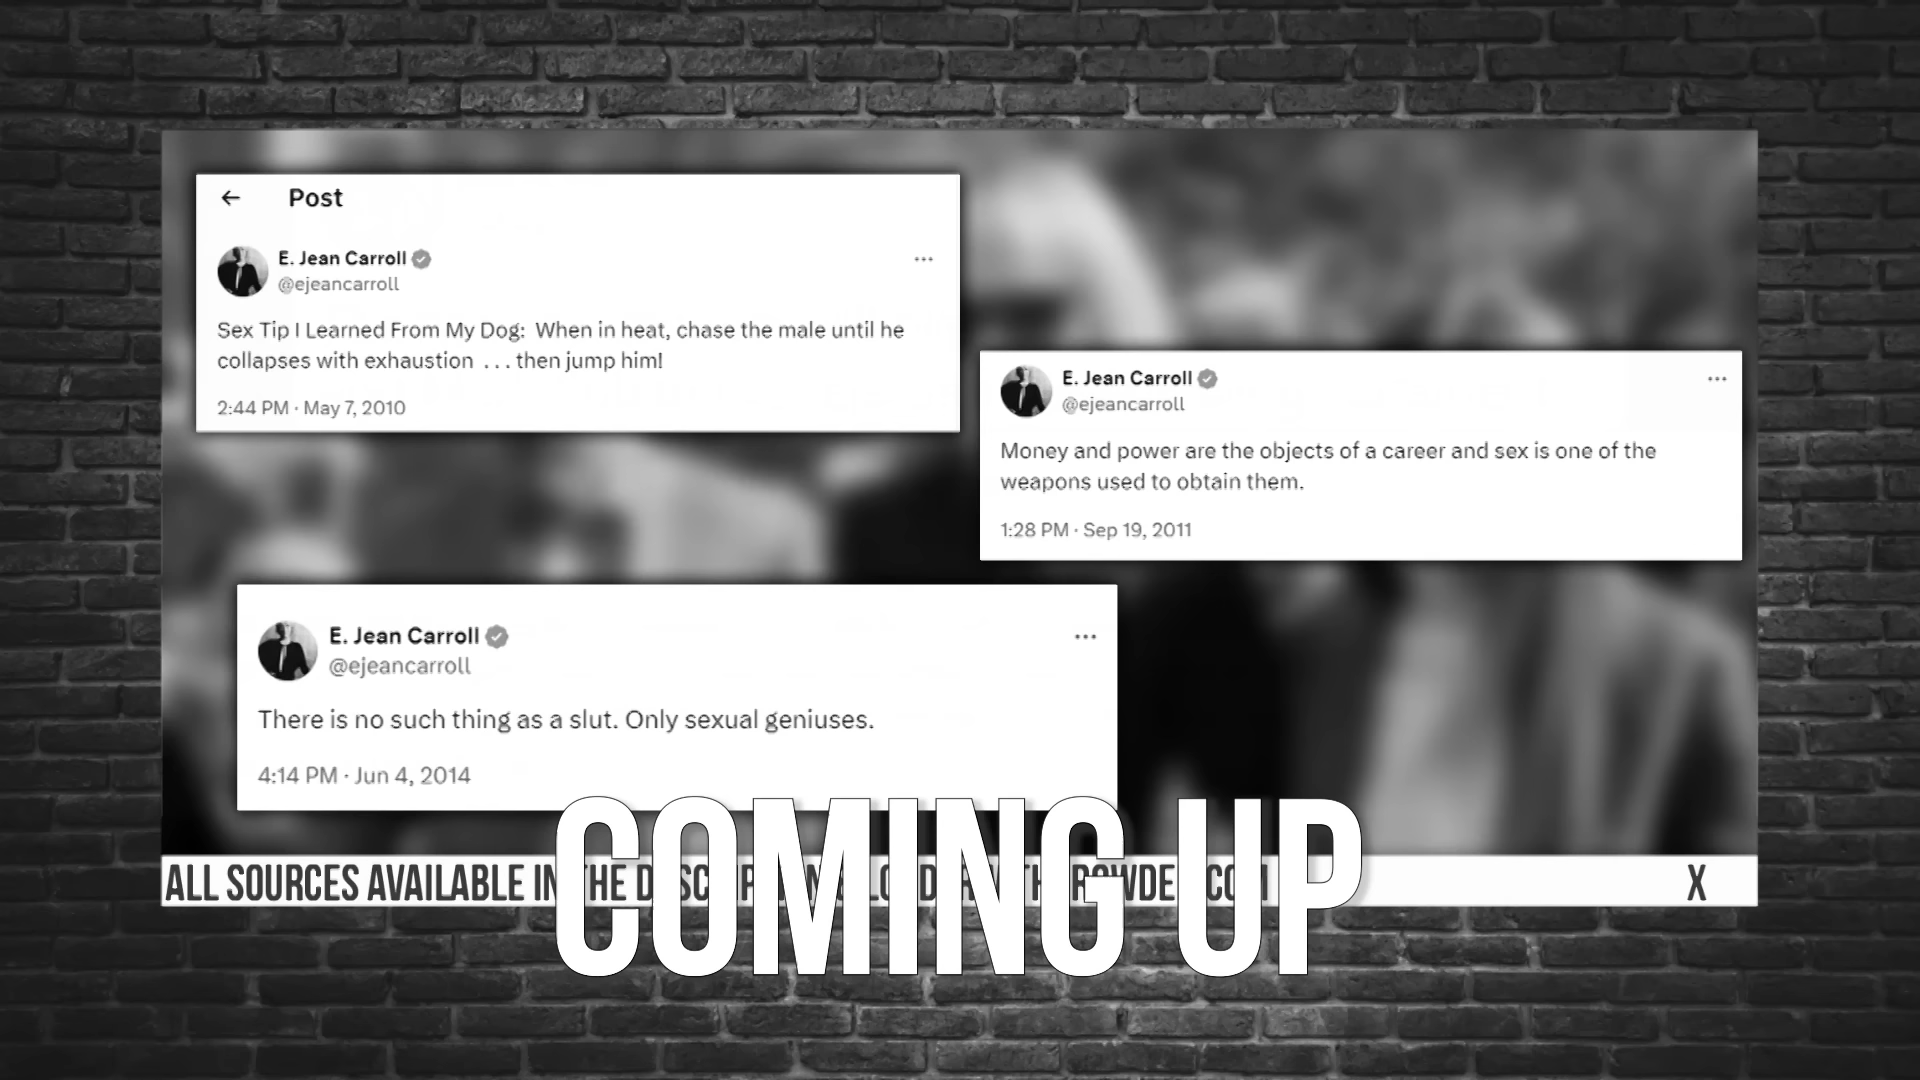 Post
E. Jean Carroll
@ejeancarroll
Sex Tip I Learned From My Dog:  When in heat, chase the male until he
collapses with exhaustion  . . . then jump him!
2:44 PM · May 7, 2010
E. Jean Carroll
@ejeancarroll
Money and power are the objects of a career and sex is one of the
weapons used to obtain them.
1:28 PM · Sep 19, 2011
E. Jean Carroll
@ejeancarroll
There is no such thing as a slut. Only sexual geniuses.
4:14 PM · Jun 4, 2014
ALL SOURCES AVAILABLE IN THE X
COMING UP